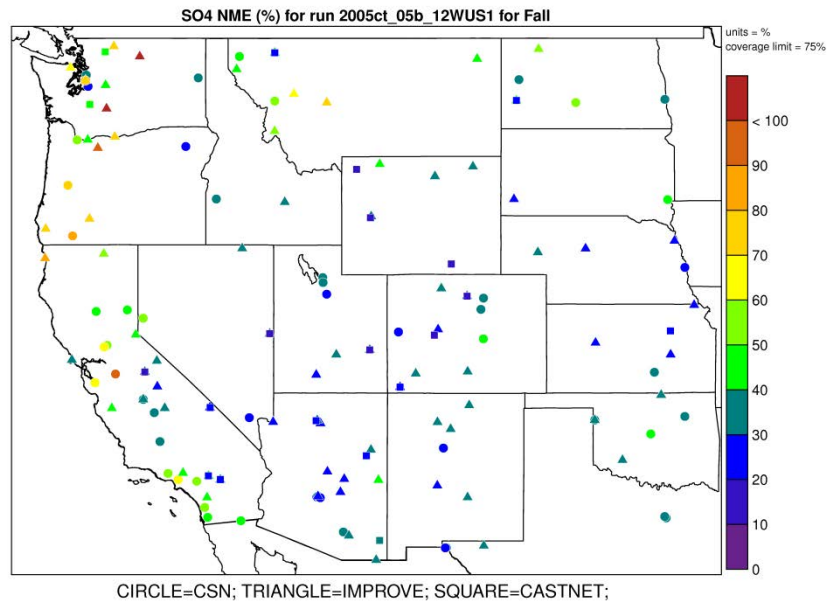 SO4 NME (%) for run 2005ct_05b_12WUS1 for Fall
units = %
coverage limit = 75%
< 100
90
80
70
60
50
40
30
20
10
0
CIRCLE=CSN; TRIANGLE=IMPROVE; SQUARE=CASTNET;